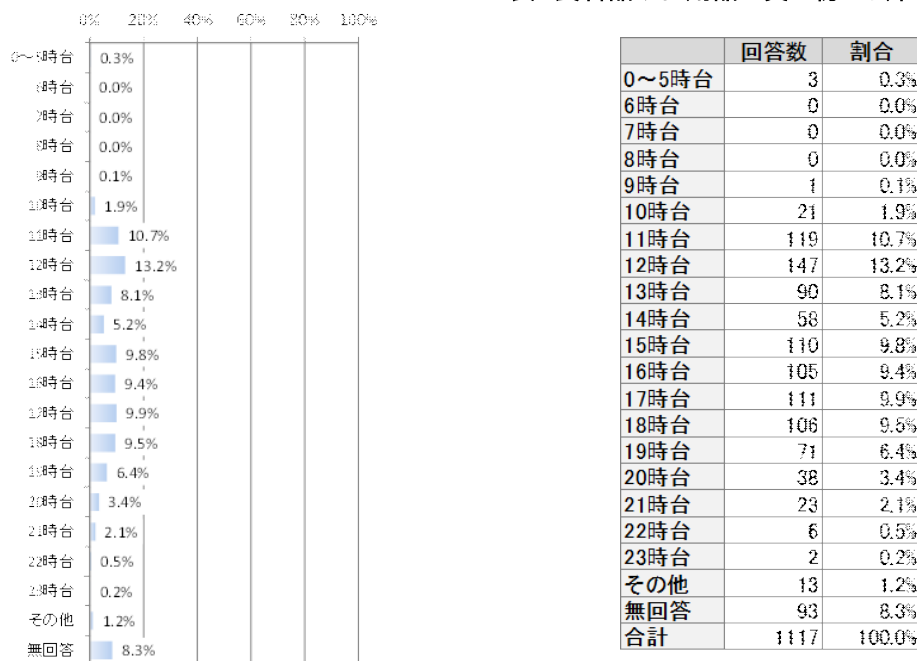 0% 20% 40% 60% 80% 100%
0～5時台 0.3%
6時台 0.0%
7時台 0.0%
8時台 0.0%
9時台 0.1%
10時台 1.9%
11時台 10.7%
12時台 13.2%
13時台 8.1%
14時台 5.2%
15時台 9.8%
16時台 9.4%
17時台 9.9%
18時台 9.5%
19時台 6.4%
20時台 3.4%
21時台 2.1%
22時台 0.5%
23時台 0.2%
その他 1.2%
無回答 8.3%
回答数 割合
0～5時台 3 0.3%
6時台 0 0.0%
7時台 0 0.0%
8時台 0 0.0%
9時台 1 0.1%
10時台 21 1.9%
11時台 119 10.7%
12時台 147 13.2%
13時台 90 8.1%
14時台 58 5.2%
15時台 110 9.8%
16時台 105 9.4%
17時台 111 9.9%
18時台 106 9.5%
19時台 71 6.4%
20時台 38 3.4%
21時台 23 2.1%
22時台 6 0.5%
23時台 2 0.2%
その他 13 1.2%
無回答 93 8.3%
合計 1117 100.0%